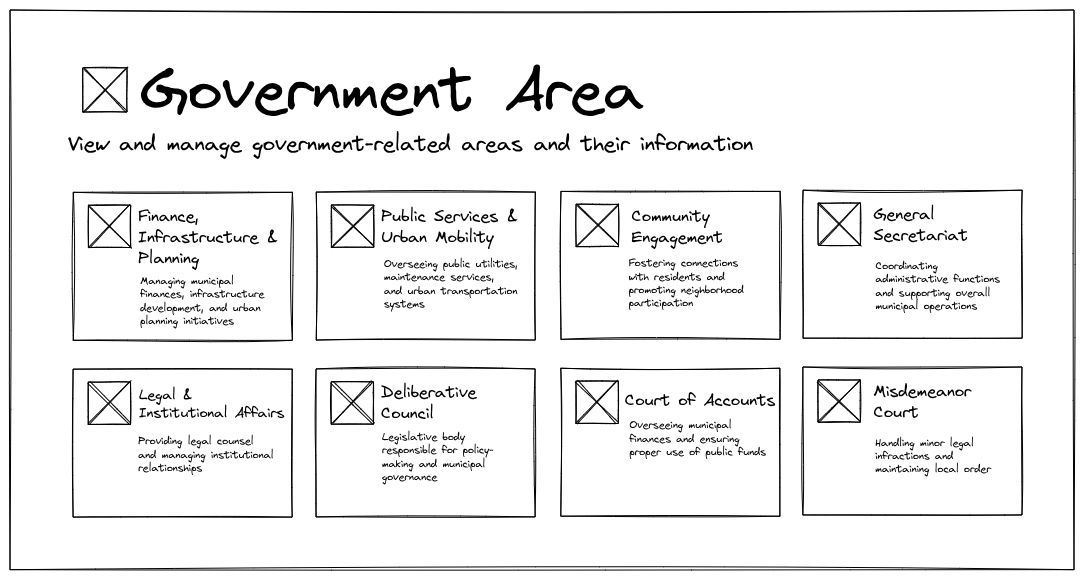 Government Area
View and manage government-related areas and their information
Finance,
Infrastructure &
Planning
Managing municipal
finances, infrastructure
development, and urban
planning initiatives
Public Services &
Urban Mobility
Overseeing public utilities,
maintenance services,
and urban transportation
systems
Community
Engagement
Fostering connections
with residents and
promoting neighborhood
participation
General
Secretariat
Coordinating
administrative functions
and supporting overall
municipal operations
Legal &
Institutional Affairs
Providing legal counsel
and managing institutional
relationships
Deliberative
Council
Legislative body
responsible for policy-
making and municipal
governance
Court of Accounts
Overseeing municipal
finances and ensuring
proper use of public funds
Misdemeanor
Court
Handling minor legal
infractions and
maintaining local order